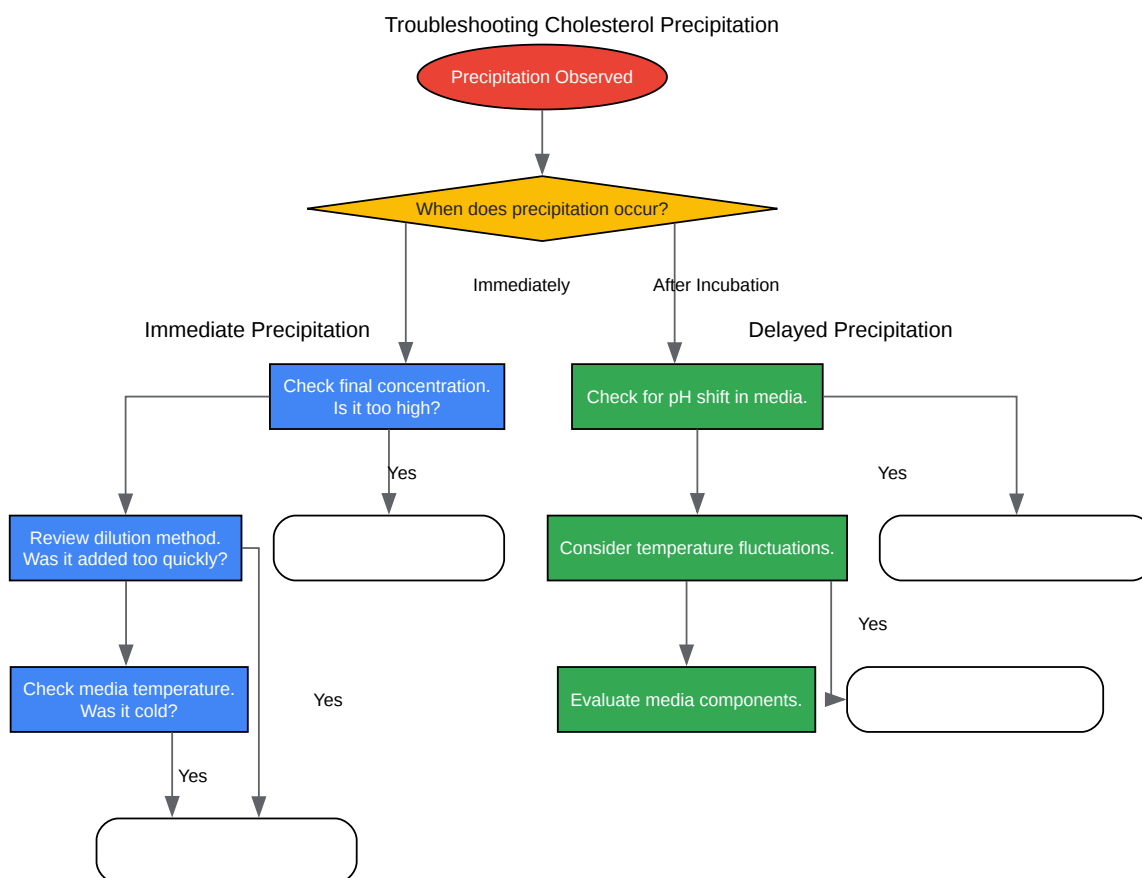 Troubleshooting Cholesterol Precipitation
Precipitation Observed
When does precipitation occur?
Immediately
After Incubation
Immediate Precipitation
Delayed Precipitation
Check final concentration.
Is it too high?
Check for pH shift in media.
Yes
Yes
Review dilution method.
Was it added too quickly?
Consider temperature fluctuations.
Yes
Check media temperature.
Was it cold?
Yes
Evaluate media components.
Yes